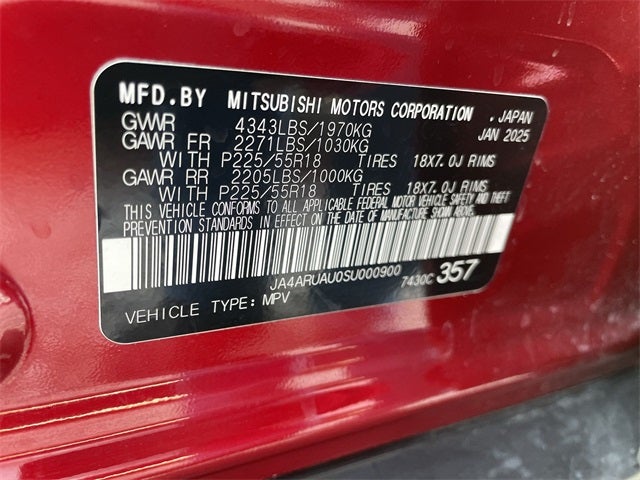 MFD.BY MITSUBISHI MOTORS CORPORATION, JAPAN
GVWR 4343LBS/1970KG JAN 2025
GAWR FR 2271LBS/1030KG
WITH P225/55R18 TIRES 18X7.0J RIMS
GAWR RR 2205LBS/1000KG
WITH P225/55R18 TIRES 18X7.0J RIMS
THIS VEHICLE CONFORMS TO ALL APPLICABLE FEDERAL MOTOR VEHICLE SAFETY AND THEFT
PREVENTION STANDARDS IN EFFECT ON THE DATE OF MANUFACTURE SHOWN ABOVE.
JA4ARUAU0SU000900 7430C 357
VEHICLE TYPE: MPV